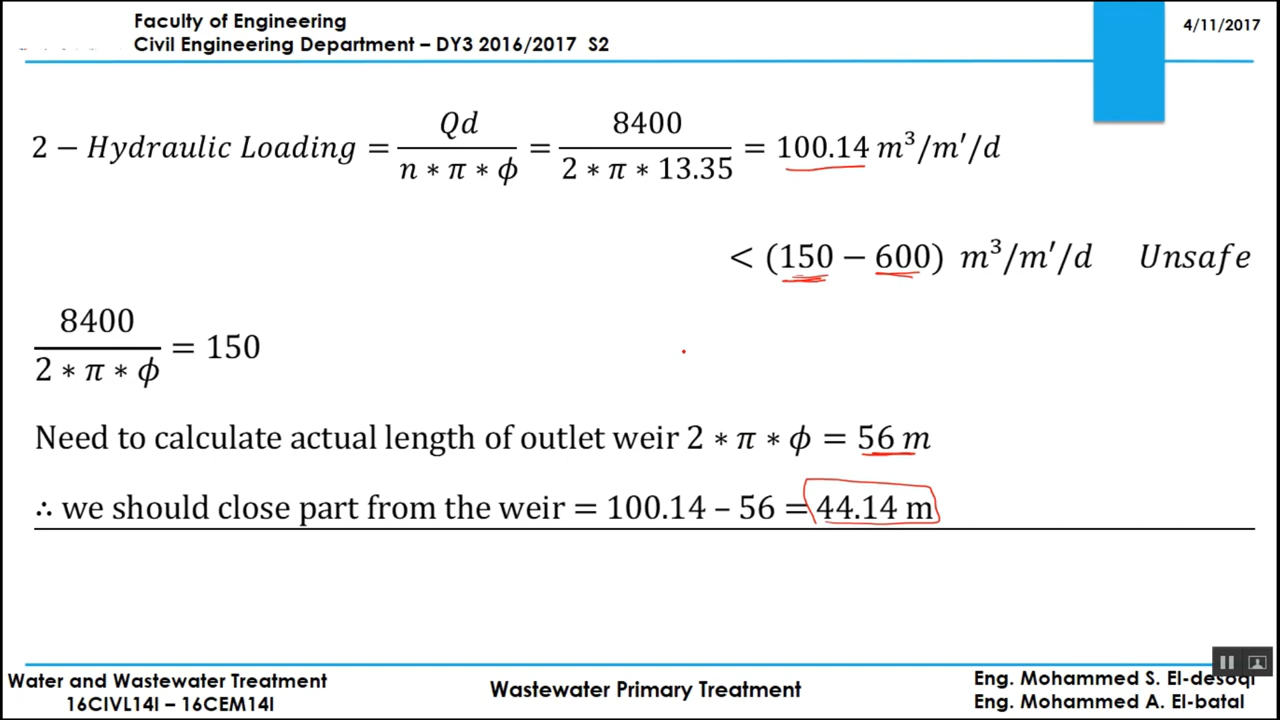 Faculty of Engineering
Civil Engineering Department – DY3 2016/2017 S2
4/11/2017
2 − Hydraulic Loading = Qd / (n ∗ π ∗ ϕ) = 8400 / (2 ∗ π ∗ 13.35) = 100.14 m³/m′/d
< (150 − 600) m³/m′/d Unsafe
8400 / (2 ∗ π ∗ ϕ) = 150
Need to calculate actual length of outlet weir 2 ∗ π ∗ ϕ = 56 m
∴ we should close part from the weir = 100.14 – 56 = 44.14 m
Water and Wastewater Treatment
16CIVL14I – 16CEM14I
Wastewater Primary Treatment
Eng. Mohammed S. El-desoqi
Eng. Mohammed A. El-batal